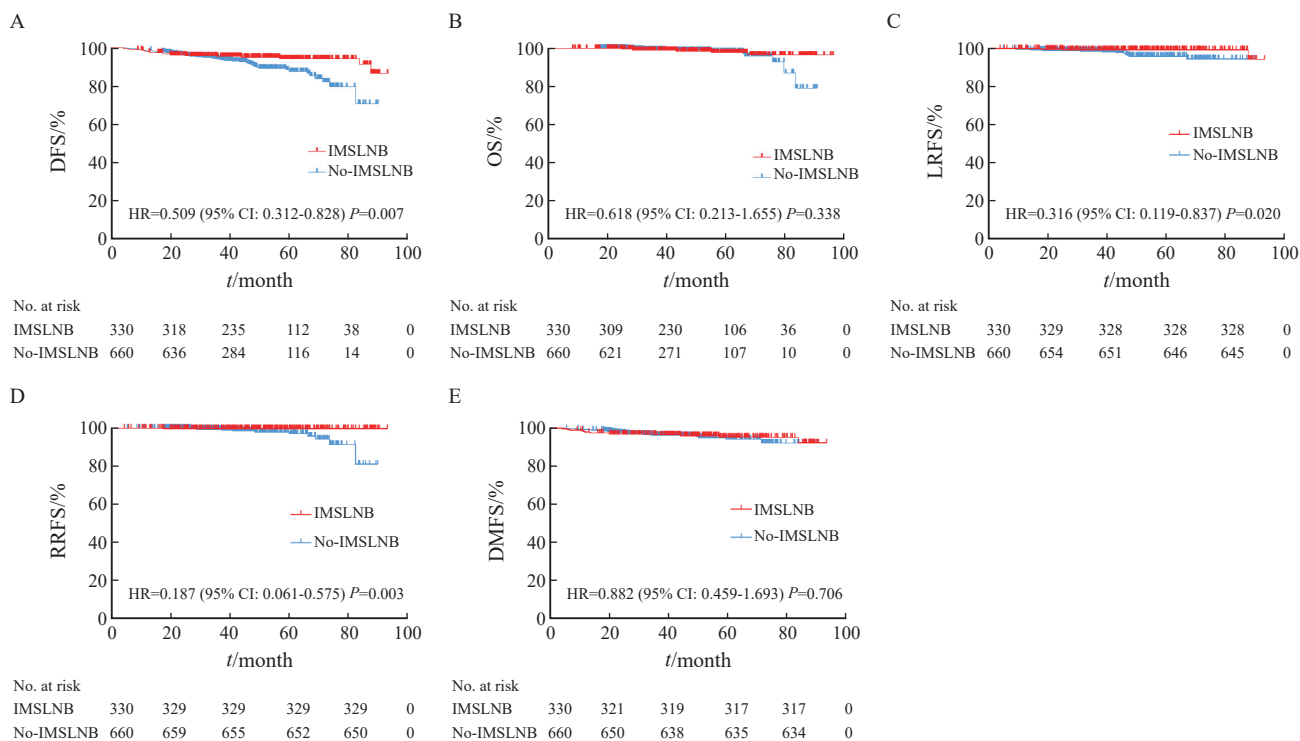 A
100
80
60
40
20
0
DFS/%
IMSLNB
No-IMSLNB
HR=0.509 (95% CI: 0.312-0.828) P=0.007
0 20 40 60 80 100
t/month
No. at risk
IMSLNB 330 318 235 112 38 0
No-IMSLNB 660 636 284 116 14 0
B
100
80
60
40
20
0
OS/%
IMSLNB
No-IMSLNB
HR=0.618 (95% CI: 0.213-1.655) P=0.338
0 20 40 60 80 100
t/month
No. at risk
IMSLNB 330 309 230 106 36 0
No-IMSLNB 660 621 271 107 10 0
C
100
80
60
40
20
0
LRFS/%
IMSLNB
No-IMSLNB
HR=0.316 (95% CI: 0.119-0.837) P=0.020
0 20 40 60 80 100
t/month
No. at risk
IMSLNB 330 329 328 328 328 0
No-IMSLNB 660 654 651 646 645 0
D
100
80
60
40
20
0
RRFS/%
IMSLNB
No-IMSLNB
HR=0.187 (95% CI: 0.061-0.575) P=0.003
0 20 40 60 80 100
t/month
No. at risk
IMSLNB 330 329 329 329 329 0
No-IMSLNB 660 659 655 652 650 0
E
100
80
60
40
20
0
DMFS/%
IMSLNB
No-IMSLNB
HR=0.882 (95% CI: 0.459-1.693) P=0.706
0 20 40 60 80 100
t/month
No. at risk
IMSLNB 330 321 319 317 317 0
No-IMSLNB 660 650 638 635 634 0